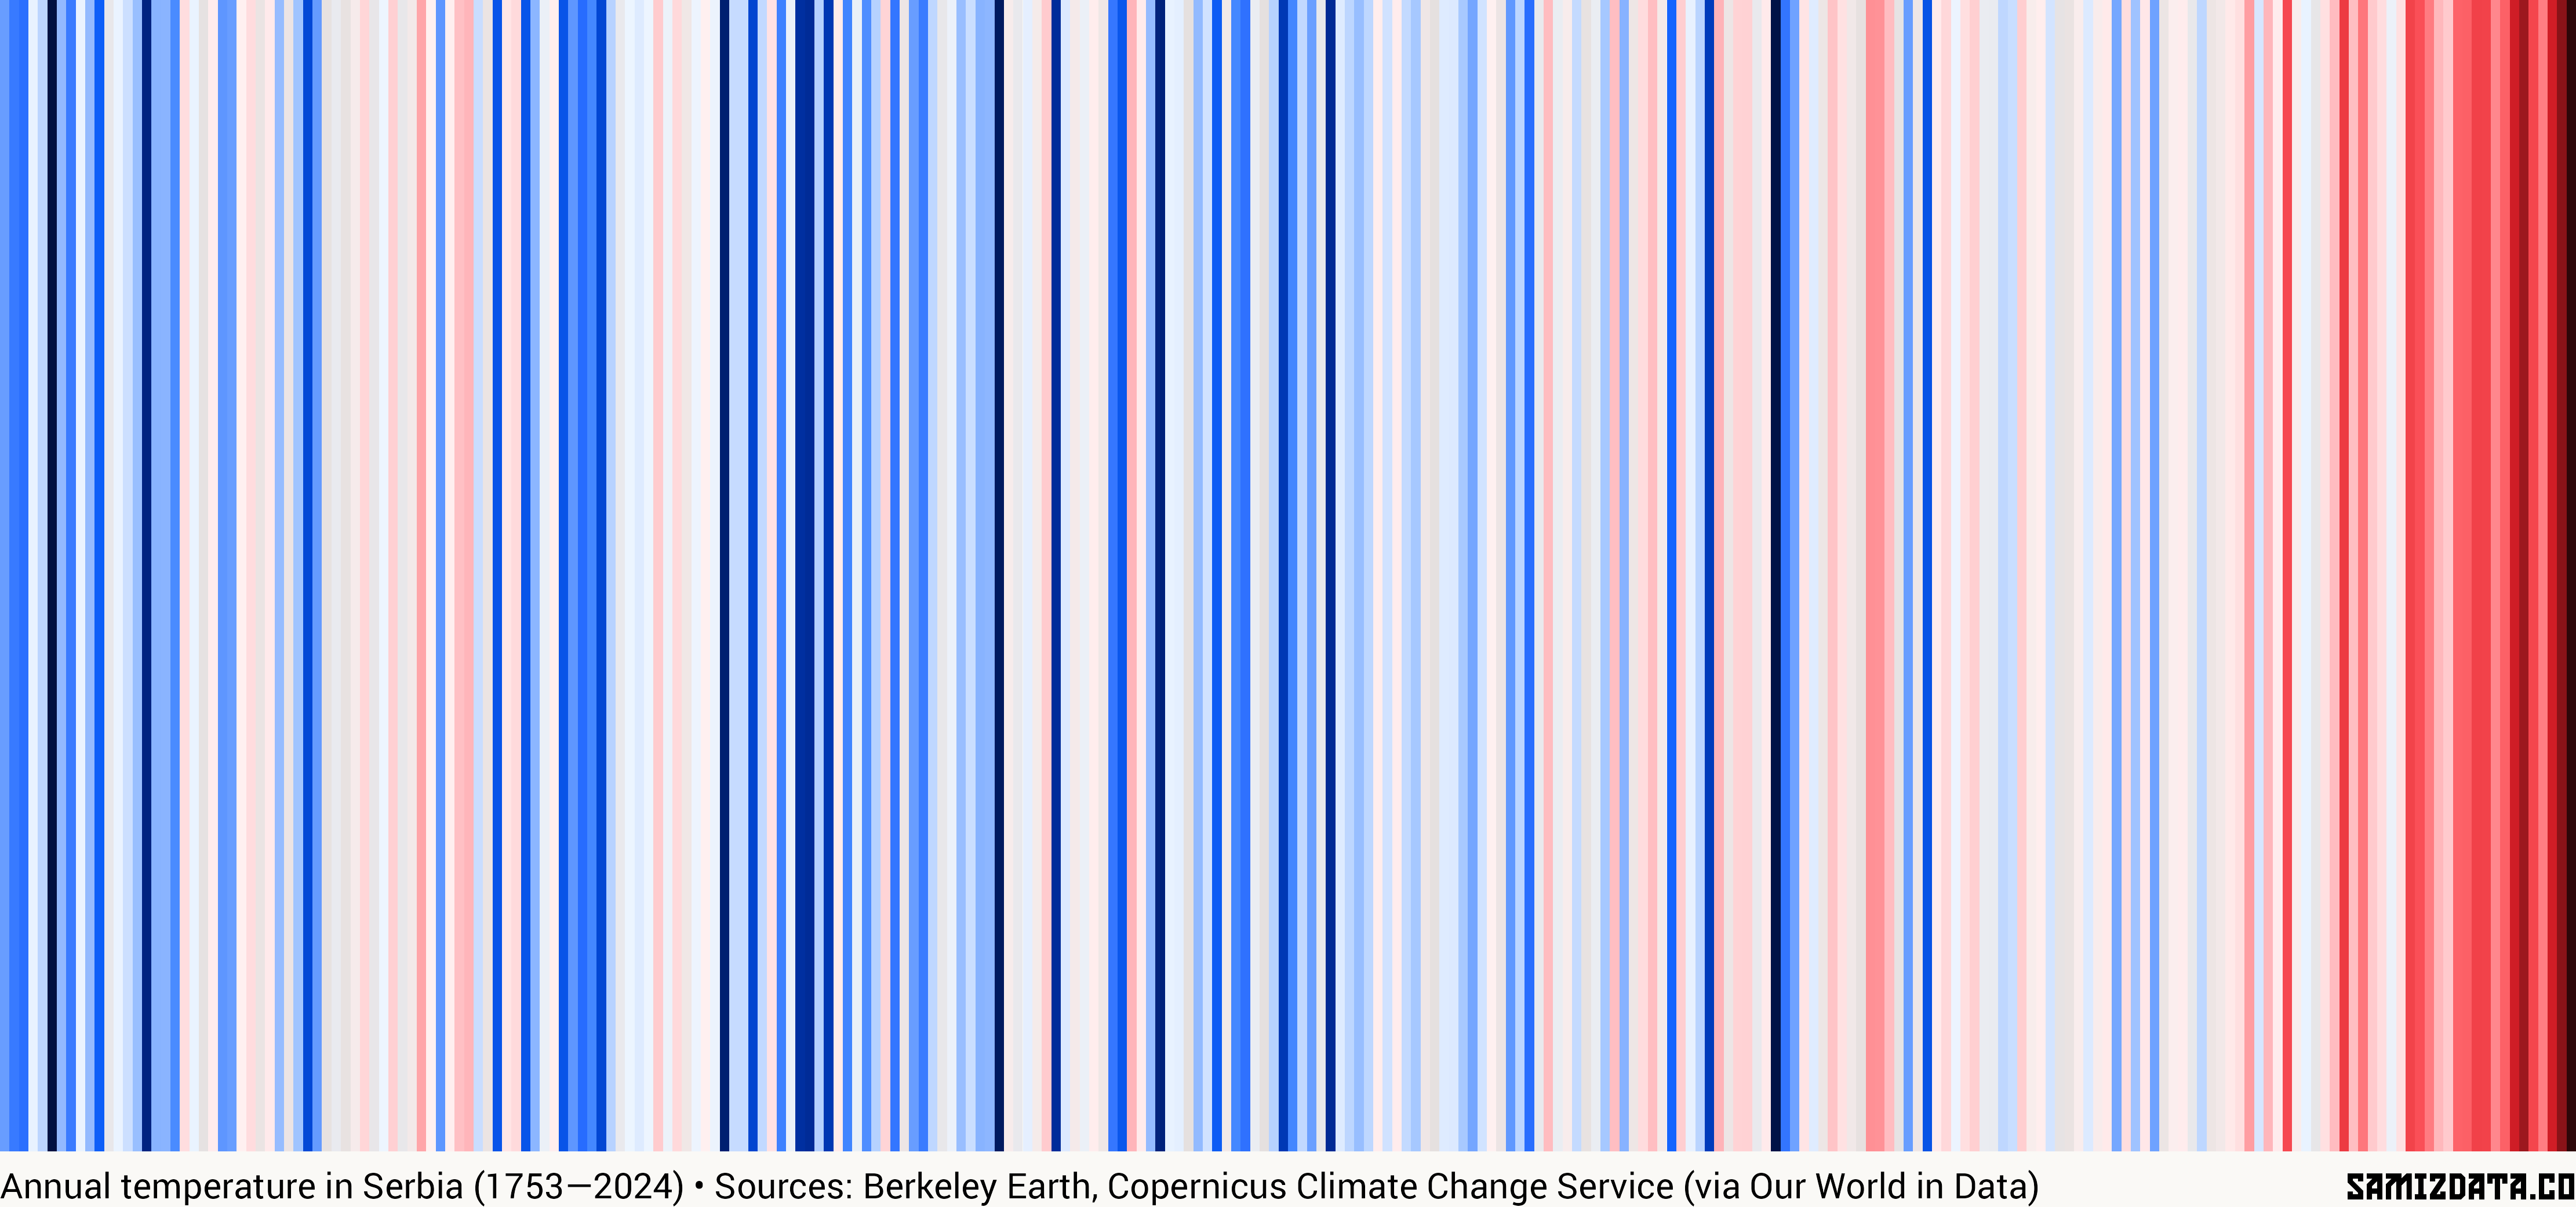 Annual temperature in Serbia (1753—2024) • Sources: Berkeley Earth, Copernicus Climate Change Service (via Our World in Data)
SAMIZDATA.CO